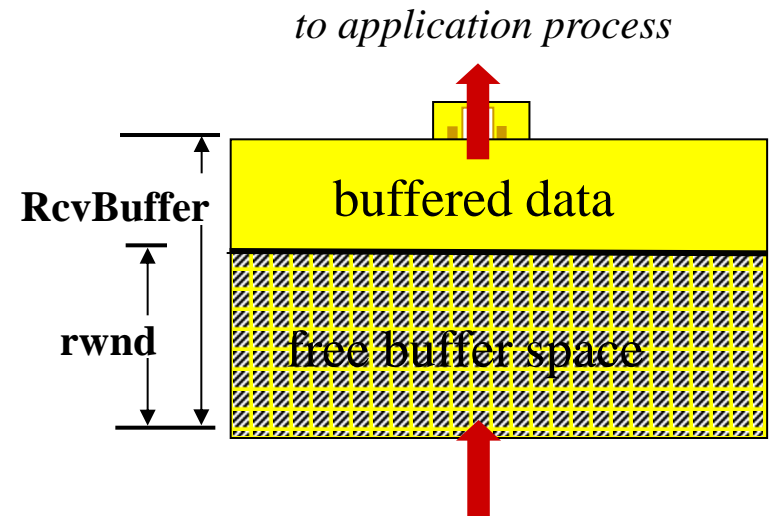 to application process
RcvBuffer
buffered data
rwnd
free buffer space